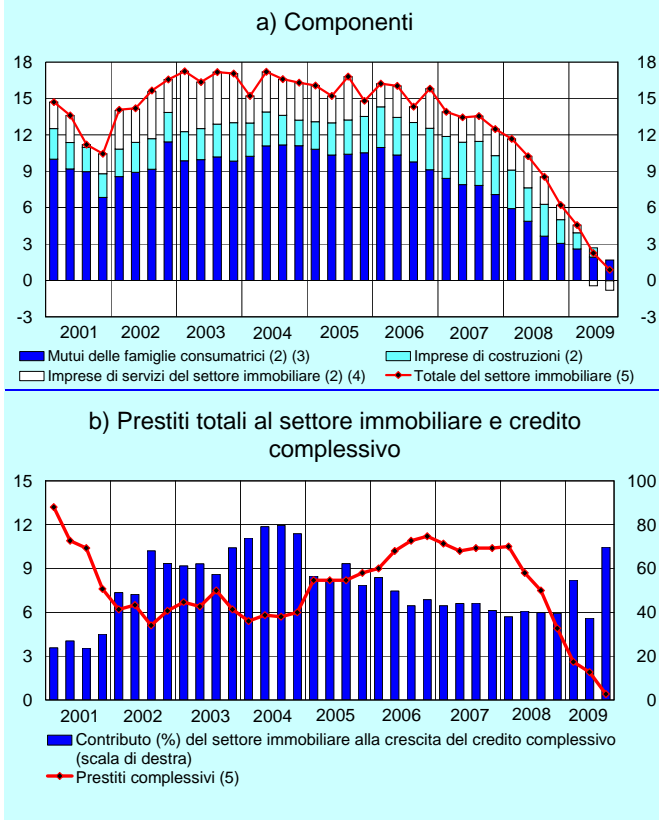 a) Componenti
18 18
15 15
12 12
9 9
6 6
3 3
0 0
-3 -3
2001 2002 2003 2004 2005 2006 2007 2008 2009
Mutui delle famiglie consumatrici (2) (3) Imprese di costruzioni (2)
Imprese di servizi del settore immobiliare (2) (4) Totale del settore immobiliare (5)
b) Prestiti totali al settore immobiliare e credito
complessivo
15 100
12 80
9 60
6 40
3 20
0 0
2001 2002 2003 2004 2005 2006 2007 2008 2009
Contributo (%) del settore immobiliare alla crescita del credito complessivo
(scala di destra)
Prestiti complessivi (5)